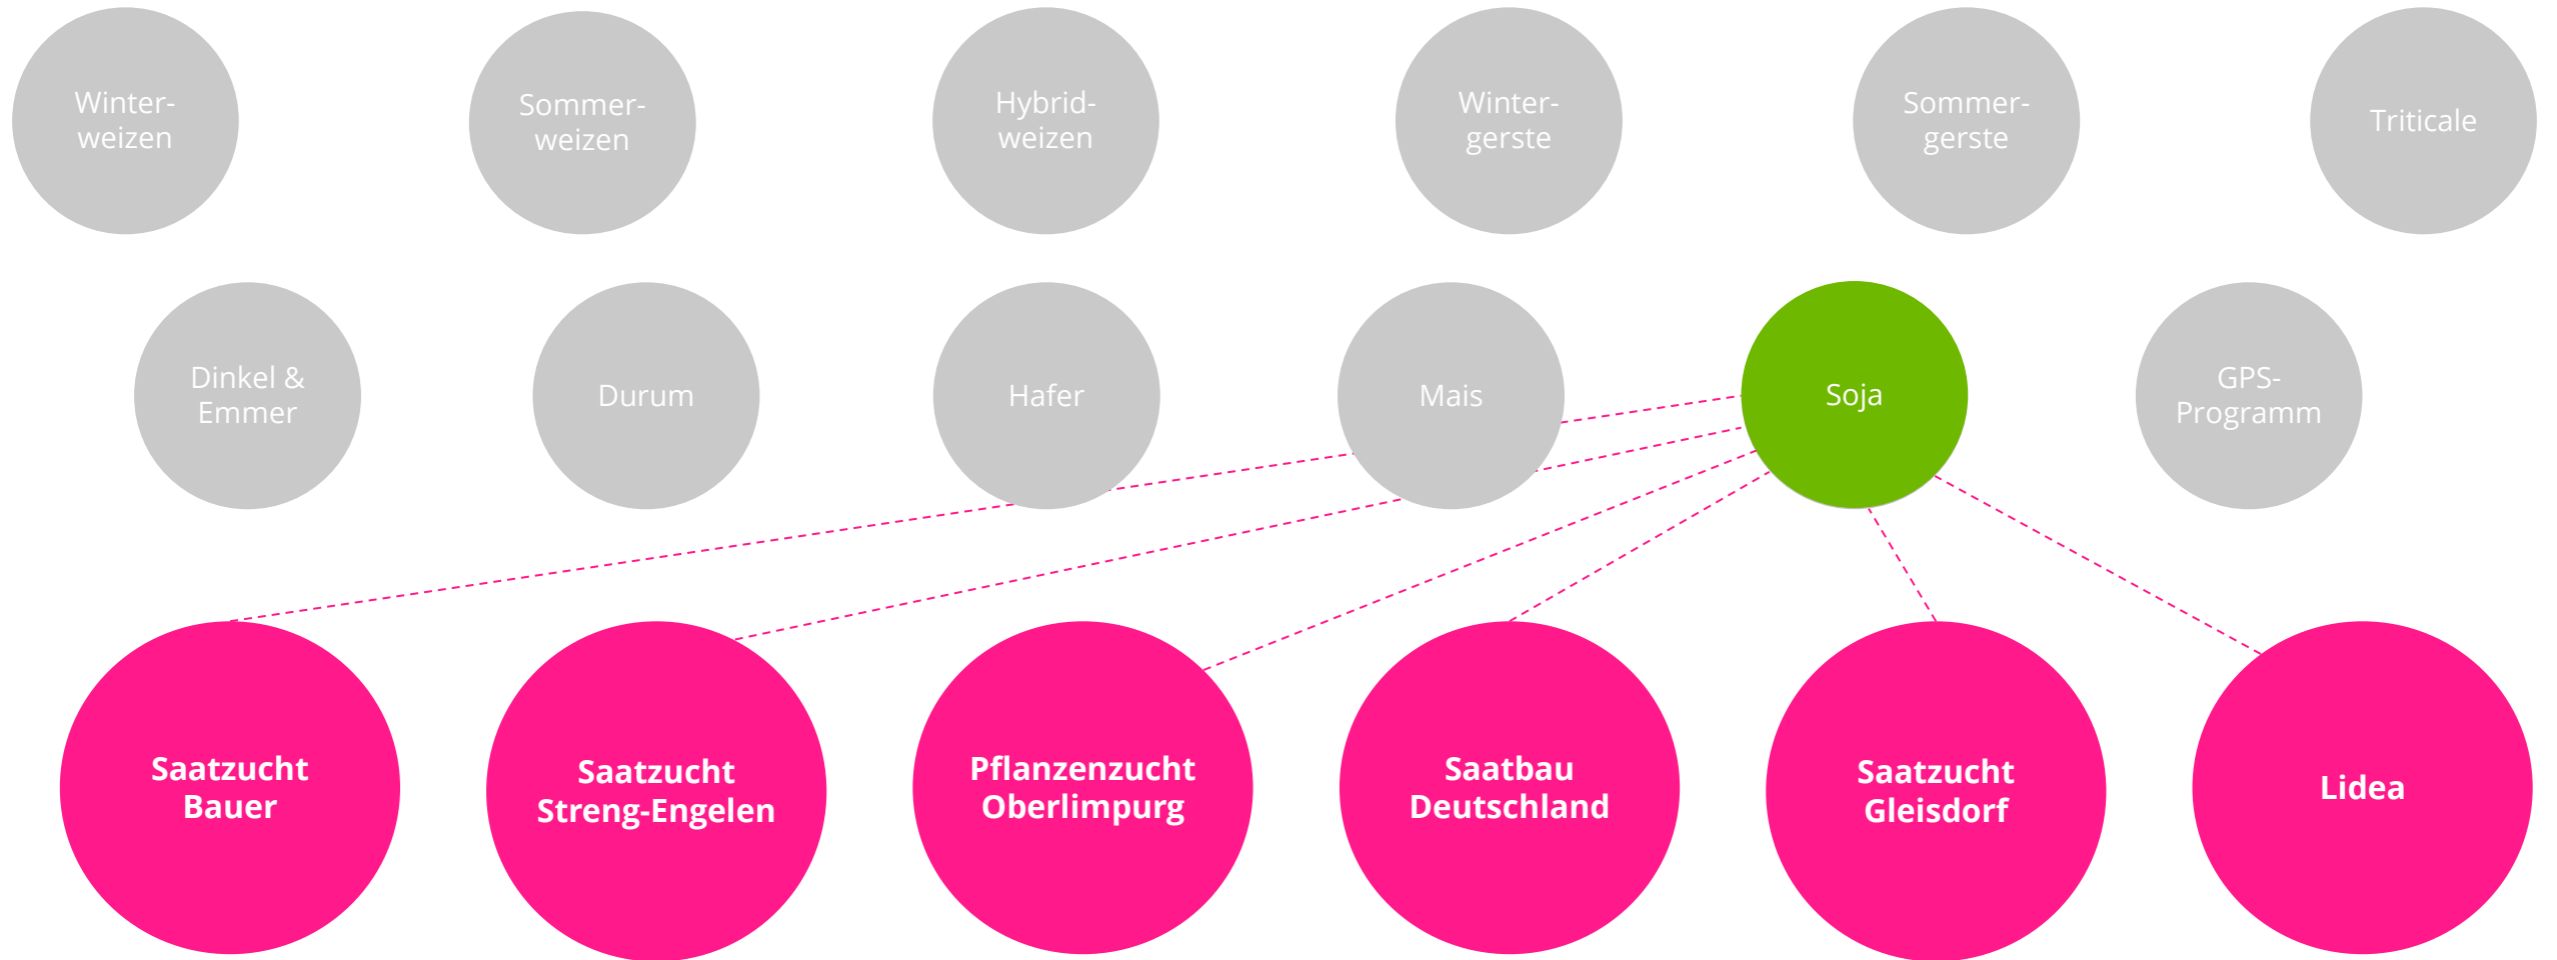 Winter-
weizen
Sommer-
weizen
Hybrid-
weizen
Winter-
gerste
Sommer-
gerste
Triticale
Dinkel &
Emmer
Durum
Hafer
Mais
Soja
GPS-
Programm
Saatzucht
Bauer
Saatzucht
Streng-Engelen
Pflanzenzucht
Oberlimpurg
Saatbau
Deutschland
Saatzucht
Gleisdorf
Lidea